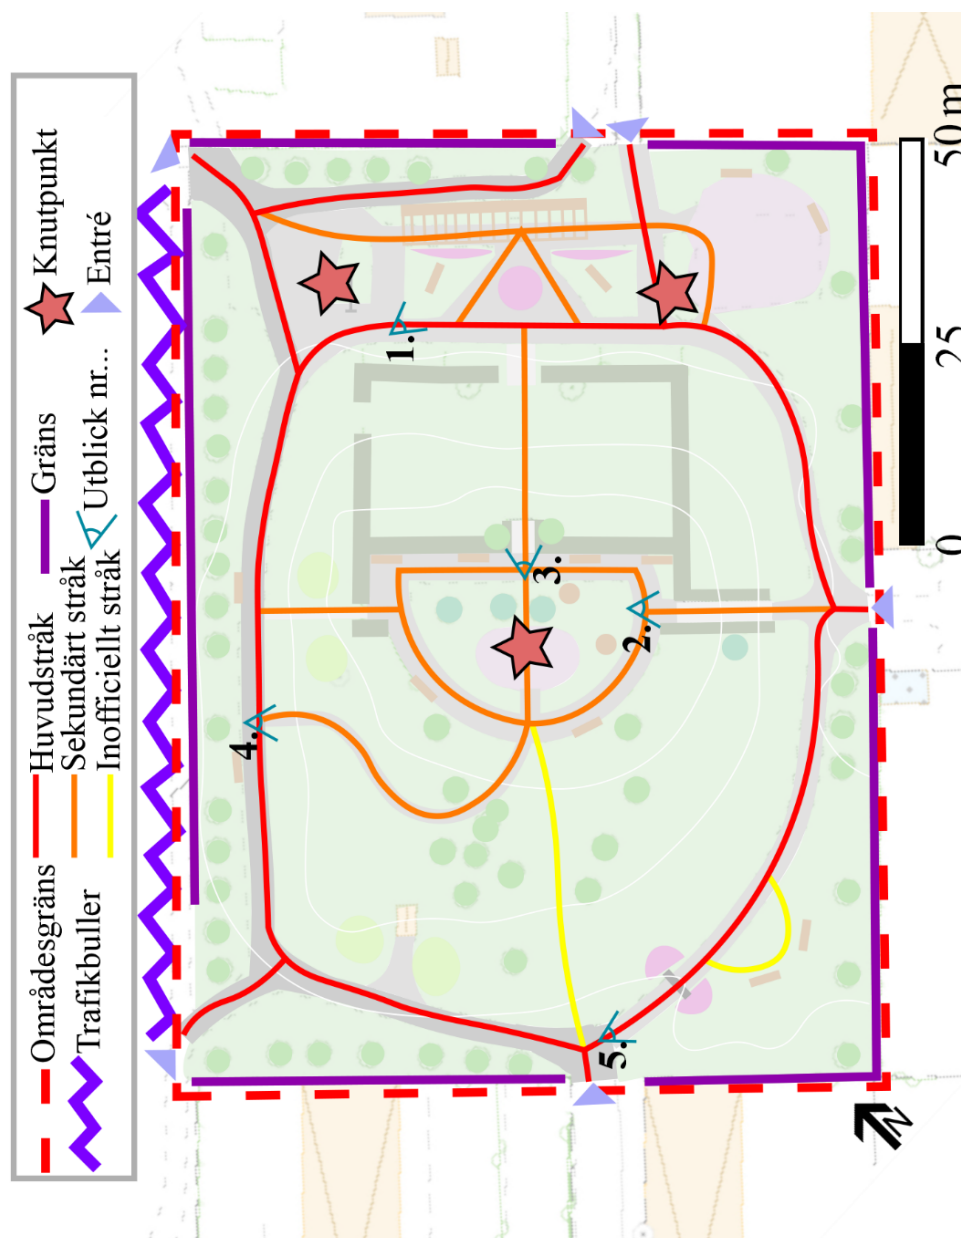 Områdesgräns
Trafikbuller
Huvudstråk
Sekundärt stråk
Inofficiellt stråk
Gräns
Utblick nr...
Knutpunkt
Entré
1.
2.
3.
4.
5.
0
25
50 m
N